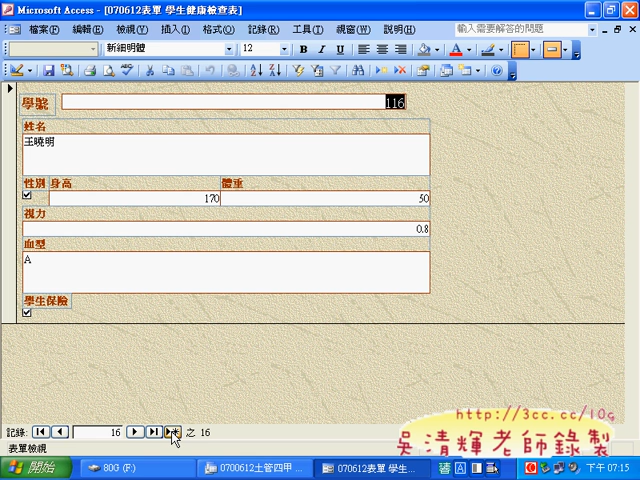 Microsoft Access - [070612表單 學生健康檢查表]
檔案(F) 編輯(E) 檢視(V) 插入(I) 格式(O) 記錄(R) 工具(T) 視窗(W) 說明(H) 輸入需要解答的問題
新細明體 12 B I U
學號 116
姓名
王曉明
性別 身高 體重
170 50
視力
0.8
血型
A
學生保險
記錄: 16 之 16
表單檢視
http://3cc.cc/10g
吳清輝老師錄製
開始 80G (F:) 0700612土管四甲 070612表單 學生... 下午 07:15